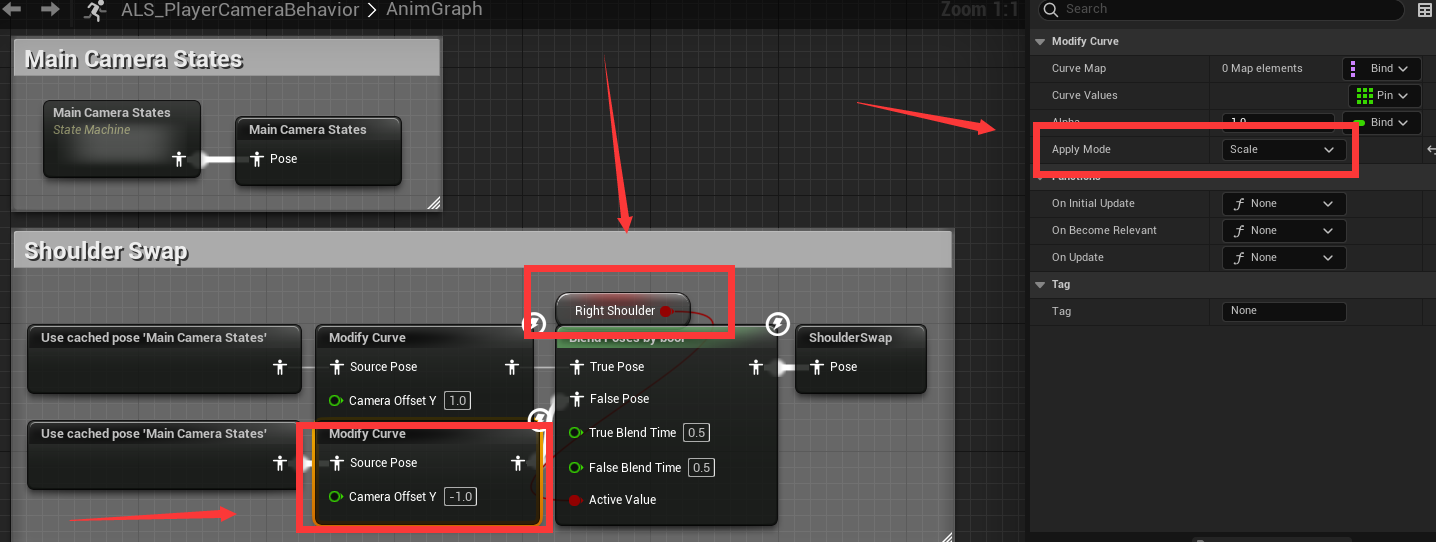 ALS_PlayerCameraBehavior > AnimGraph
Zoom 1:1
Main Camera States
Main Camera States
State Machine
Main Camera States
Pose
Shoulder Swap
Right Shoulder
Use cached pose 'Main Camera States'
Modify Curve
Source Pose
Camera Offset Y 1.0
Use cached pose 'Main Camera States'
Modify Curve
Source Pose
Camera Offset Y -1.0
Blend Poses by bool
True Pose
False Pose
True Blend Time 0.5
False Blend Time 0.5
Active Value
ShoulderSwap
Pose
Search
Modify Curve
Curve Map 0 Map elements Bind
Curve Values Pin
Alpha 1.0 Bind
Apply Mode Scale
Functions
On Initial Update None
On Become Relevant None
On Update None
Tag
Tag None